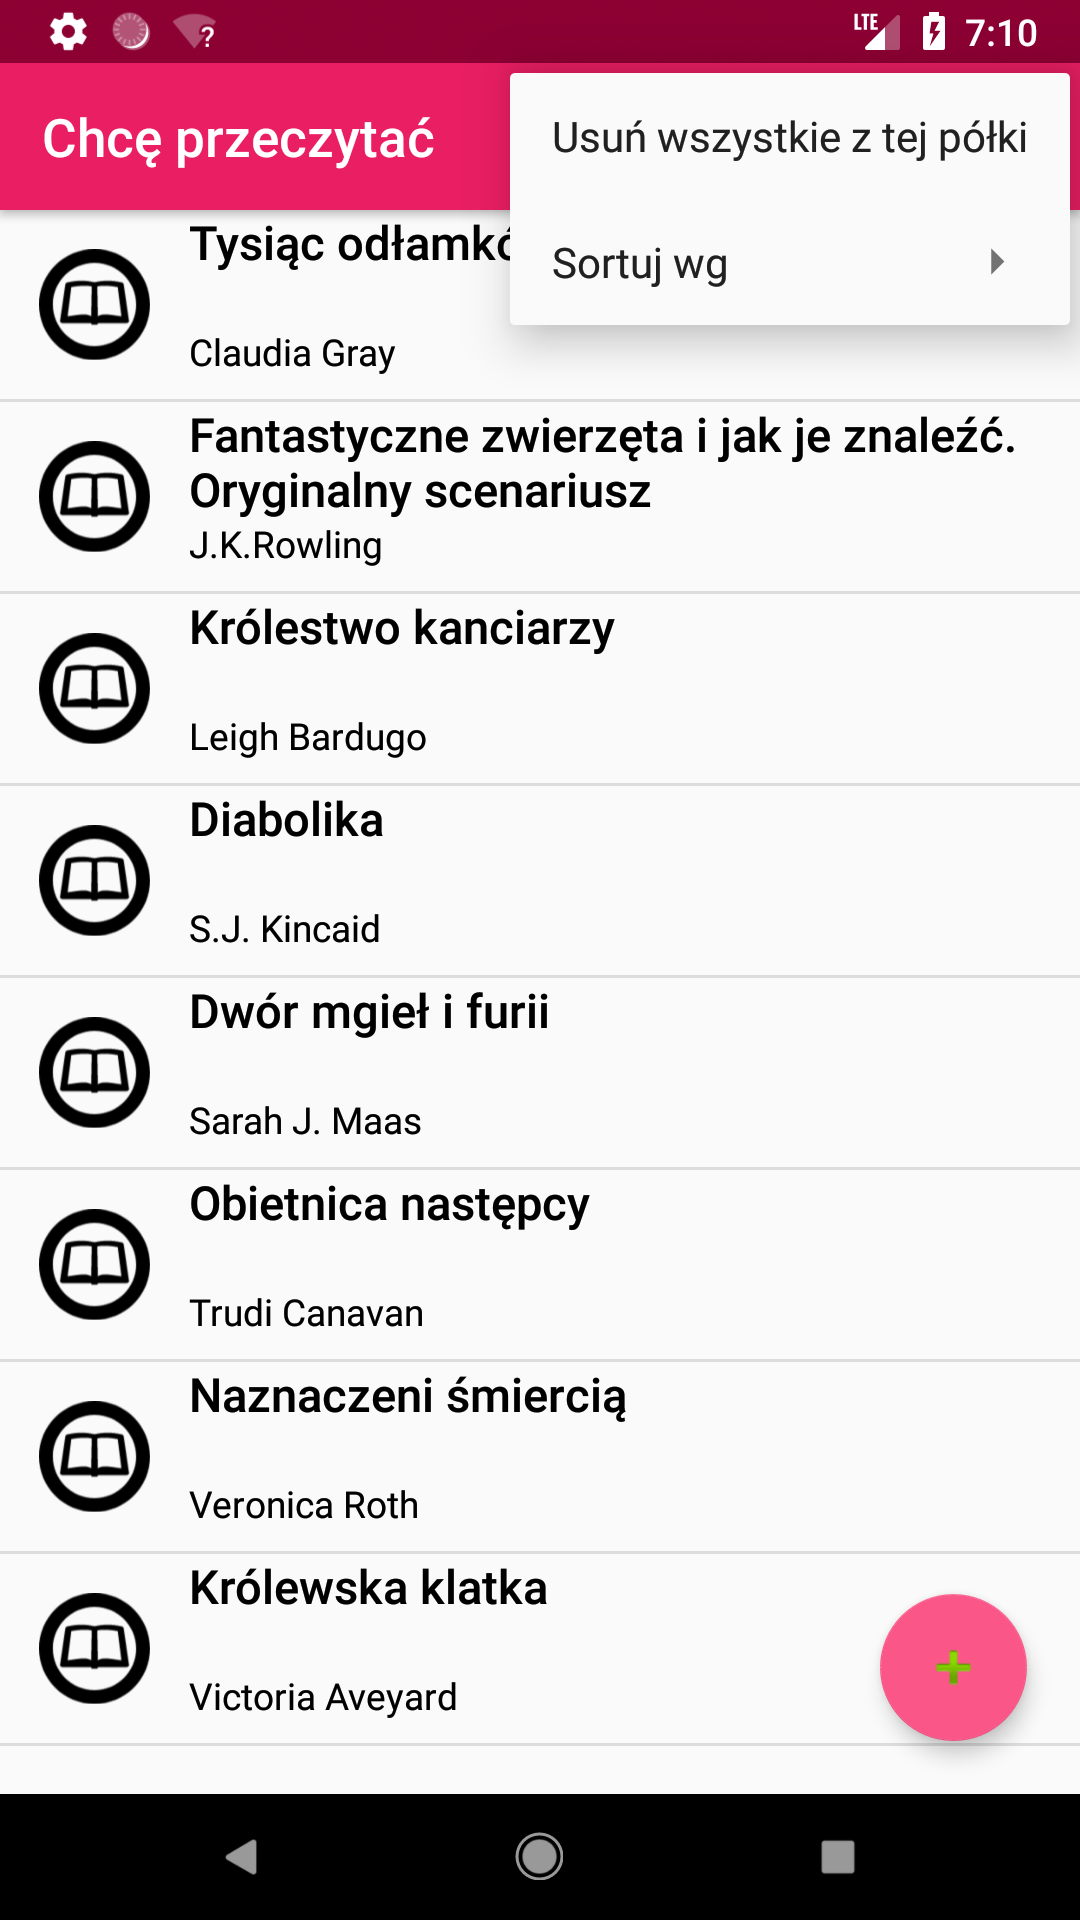 LTE 7:10
Chcę przeczytać
Usuń wszystkie z tej półki
Sortuj wg
Tysiąc
Claudia Gray
Fantastyczne zwierzęta i jak je znaleźć.
Oryginalny scenariusz
J.K.Rowling
Królestwo kanciarzy
Leigh Bardugo
Diabolika
S.J. Kincaid
Dwór mgieł i furii
Sarah J. Maas
Obietnica następcy
Trudi Canavan
Naznaczeni śmiercią
Veronica Roth
Królewska klatka
Victoria Aveyard